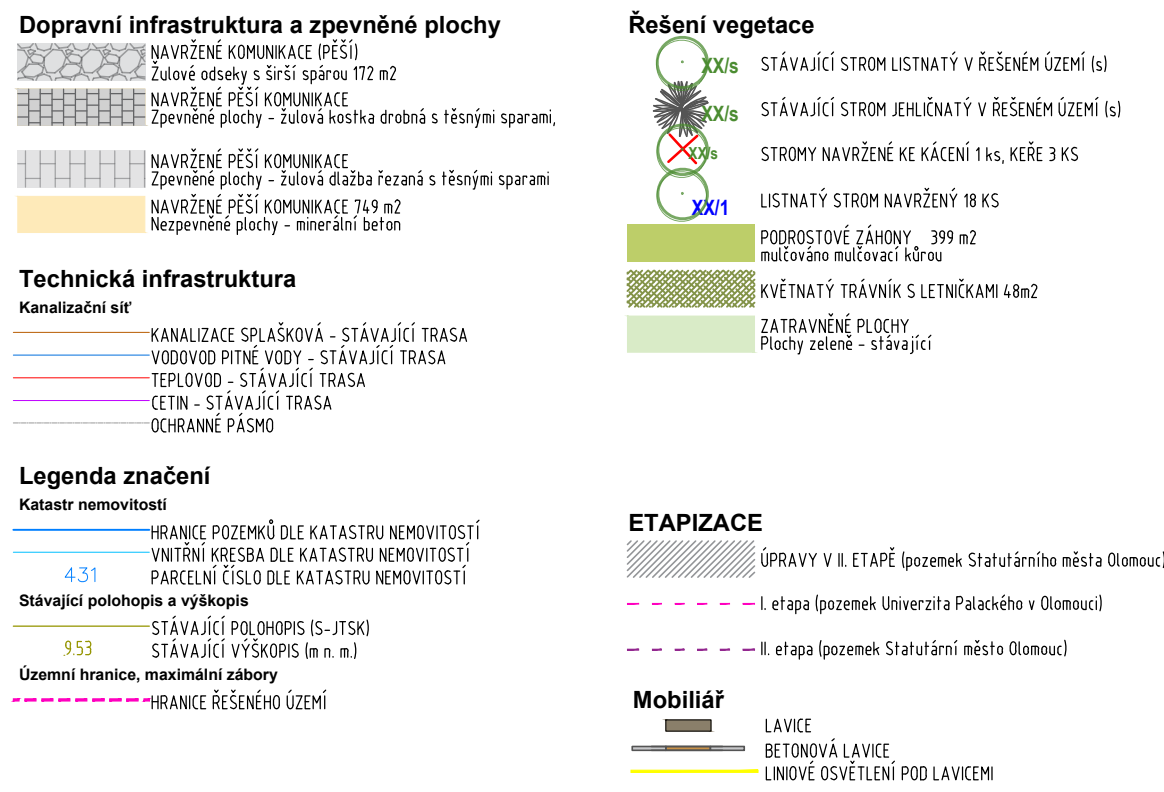 Dopravní infrastruktura a zpevněné plochy
NAVRŽENÉ KOMUNIKACE (PĚŠÍ)
Žulové odseky s širší spárou 172 m2
NAVRŽENÉ PĚŠÍ KOMUNIKACE
Zpevněné plochy - žulová kostka drobná s těsnými sparami,
NAVRŽENÉ PĚŠÍ KOMUNIKACE
Zpevněné plochy - žulová dlažba řezaná s těsnými sparami
NAVRŽENÉ PĚŠÍ KOMUNIKACE 749 m2
Nezpevněné plochy - minerální beton
Technická infrastruktura
Kanalizační síť
KANALIZACE SPLAŠKOVÁ - STÁVAJÍCÍ TRASA
VODOVOD PITNÉ VODY - STÁVAJÍCÍ TRASA
TEPLOVOD - STÁVAJÍCÍ TRASA
CETIN - STÁVAJÍCÍ TRASA
OCHRANNÉ PÁSMO
Legenda značení
Katastr nemovitostí
HRANICE POZEMKŮ DLE KATASTRU NEMOVITOSTÍ
VNITŘNÍ KRESBA DLE KATASTRU NEMOVITOSTÍ
431 PARCELNÍ ČÍSLO DLE KATASTRU NEMOVITOSTÍ
Stávající polohopis a výškopis
STÁVAJÍCÍ POLOHOPIS (S-JTSK)
9.53 STÁVAJÍCÍ VÝŠKOPIS (m n. m.)
Územní hranice, maximální zábory
HRANICE ŘEŠENÉHO ÚZEMÍ
Řešení vegetace
XX/s STÁVAJÍCÍ STROM LISTNATÝ V ŘEŠENÉM ÚZEMÍ (s)
XX/s STÁVAJÍCÍ STROM JEHLIČNATÝ V ŘEŠENÉM ÚZEMÍ (s)
XX/s STROMY NAVRŽENÉ KE KÁCENÍ 1 ks, KEŘE 3 KS
XX/1 LISTNATÝ STROM NAVRŽENÝ 18 KS
PODROSTOVÉ ZÁHONY 399 m2
mulčováno mulčovací kůrou
KVĚTNATÝ TRÁVNÍK S LETNIČKAMI 48m2
ZATRAVNĚNÉ PLOCHY
Plochy zeleně - stávající
ETAPIZACE
ÚPRAVY V II. ETAPĚ (pozemek Statutárního města Olomouc)
I. etapa (pozemek Univerzita Palackého v Olomouci)
II. etapa (pozemek Statutární město Olomouc)
Mobiliář
LAVICE
BETONOVÁ LAVICE
LINIOVÉ OSVĚTLENÍ POD LAVICEMI